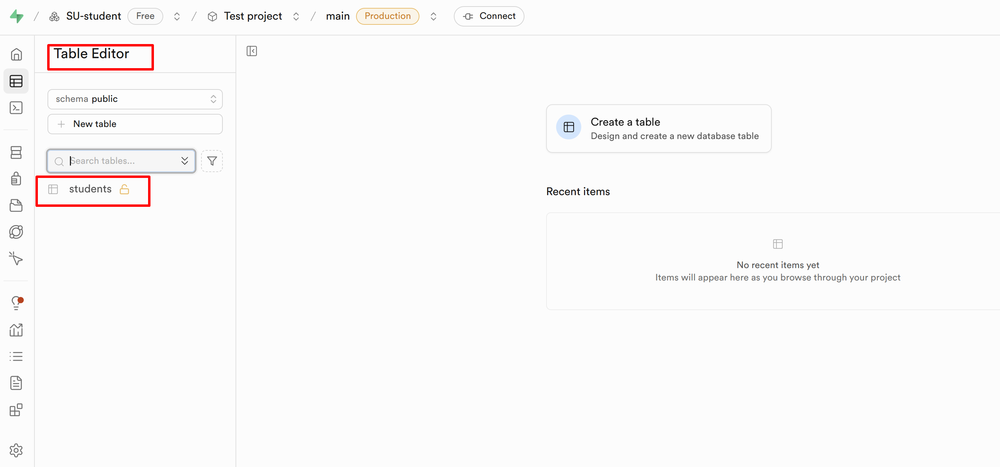 SU-student Free Test project main Production Connect
Table Editor
schema public
New table
Search tables...
students
Create a table
Design and create a new database table
Recent items
No recent items yet
Items will appear here as you browse through your project